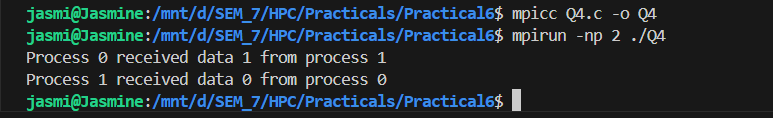 jasmi@Jasmine:/mnt/d/SEM_7/HPC/Practicals/Practical6$ mpicc Q4.c -o Q4
jasmi@Jasmine:/mnt/d/SEM_7/HPC/Practicals/Practical6$ mpirun -np 2 ./Q4
Process 0 received data 1 from process 1
Process 1 received data 0 from process 0
jasmi@Jasmine:/mnt/d/SEM_7/HPC/Practicals/Practical6$